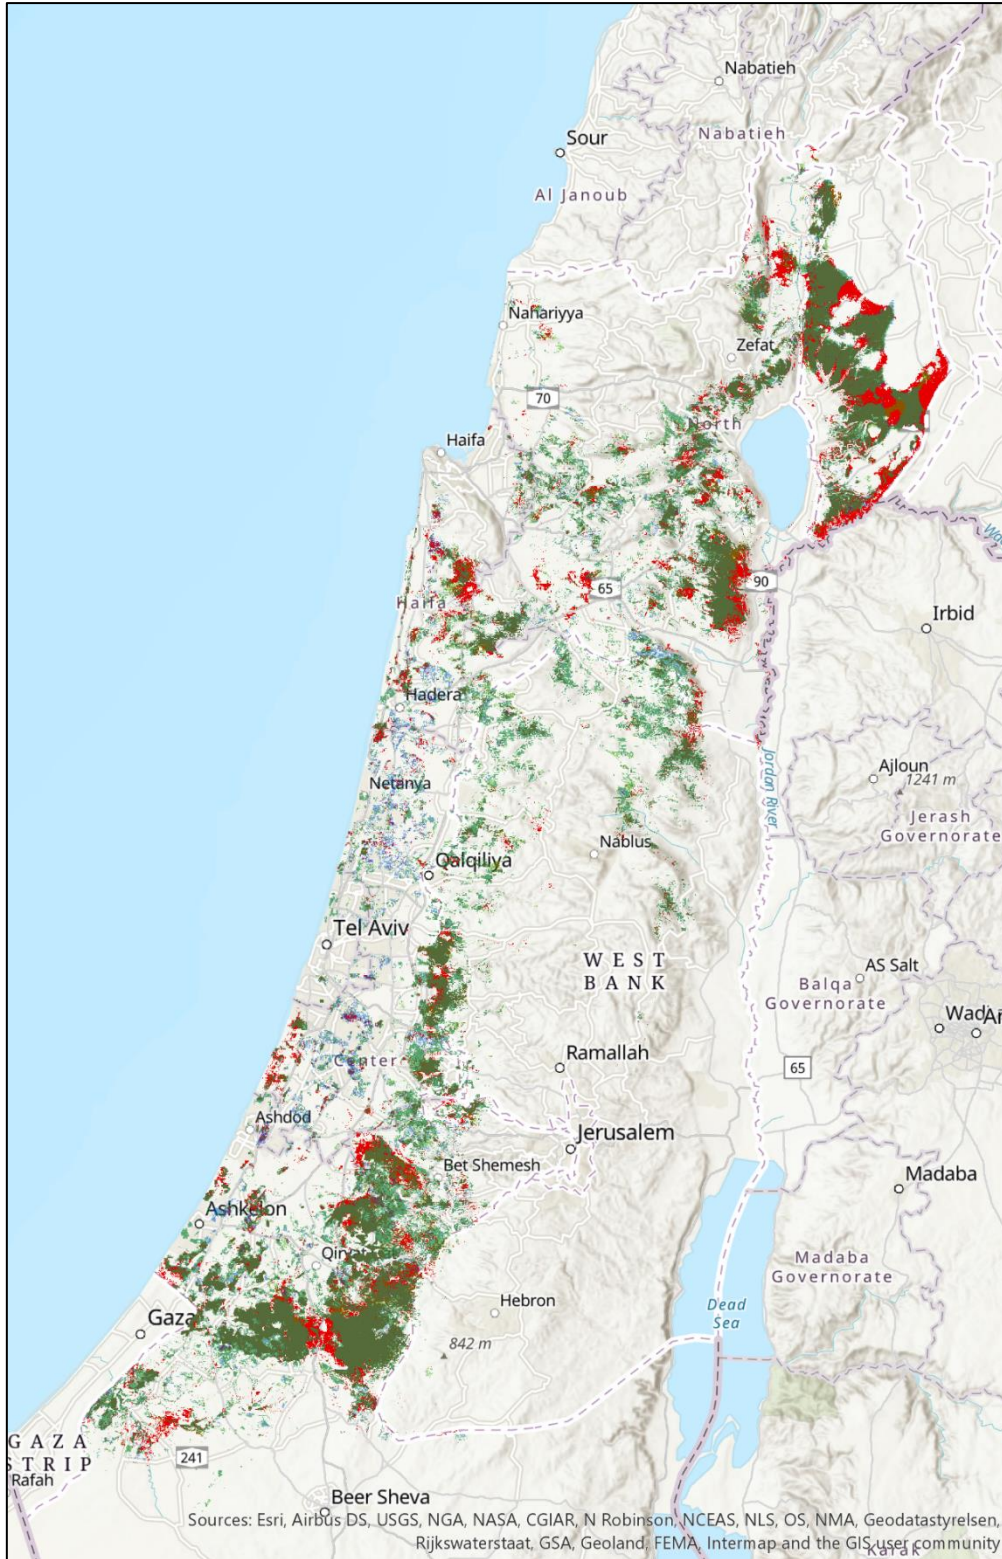 Nabatieh
Nabatieh
Sour
Al Janoub
Nahariyya
Zefat
70
North
Haifa
90
65
Haifa
Irbid
Hadera
Jordan River
Ajloun
1241 m
Netanya
Jerash
Governorate
Nablus
Qalqiliya
Tel Aviv
WEST
BANK
AS Salt
Balqa
Governorate
Wadi
Ramallah
65
Center
Ashdod
Jerusalem
Bet Shemesh
Madaba
Ashkelon
Madaba
Governorate
Hebron
Dead
Sea
Gaza
842 m
GAZA
STRIP
241
Rafah
Beer Sheva
Sources: Esri, Airbus DS, USGS, NGA, NASA, CGIAR, N Robinson, NCEAS, NLS, OS, NMA, Geodatastyrelsen,
Rijkswaterstaat, GSA, Geoland, FEMA, Intermap and the GIS user community
Karak